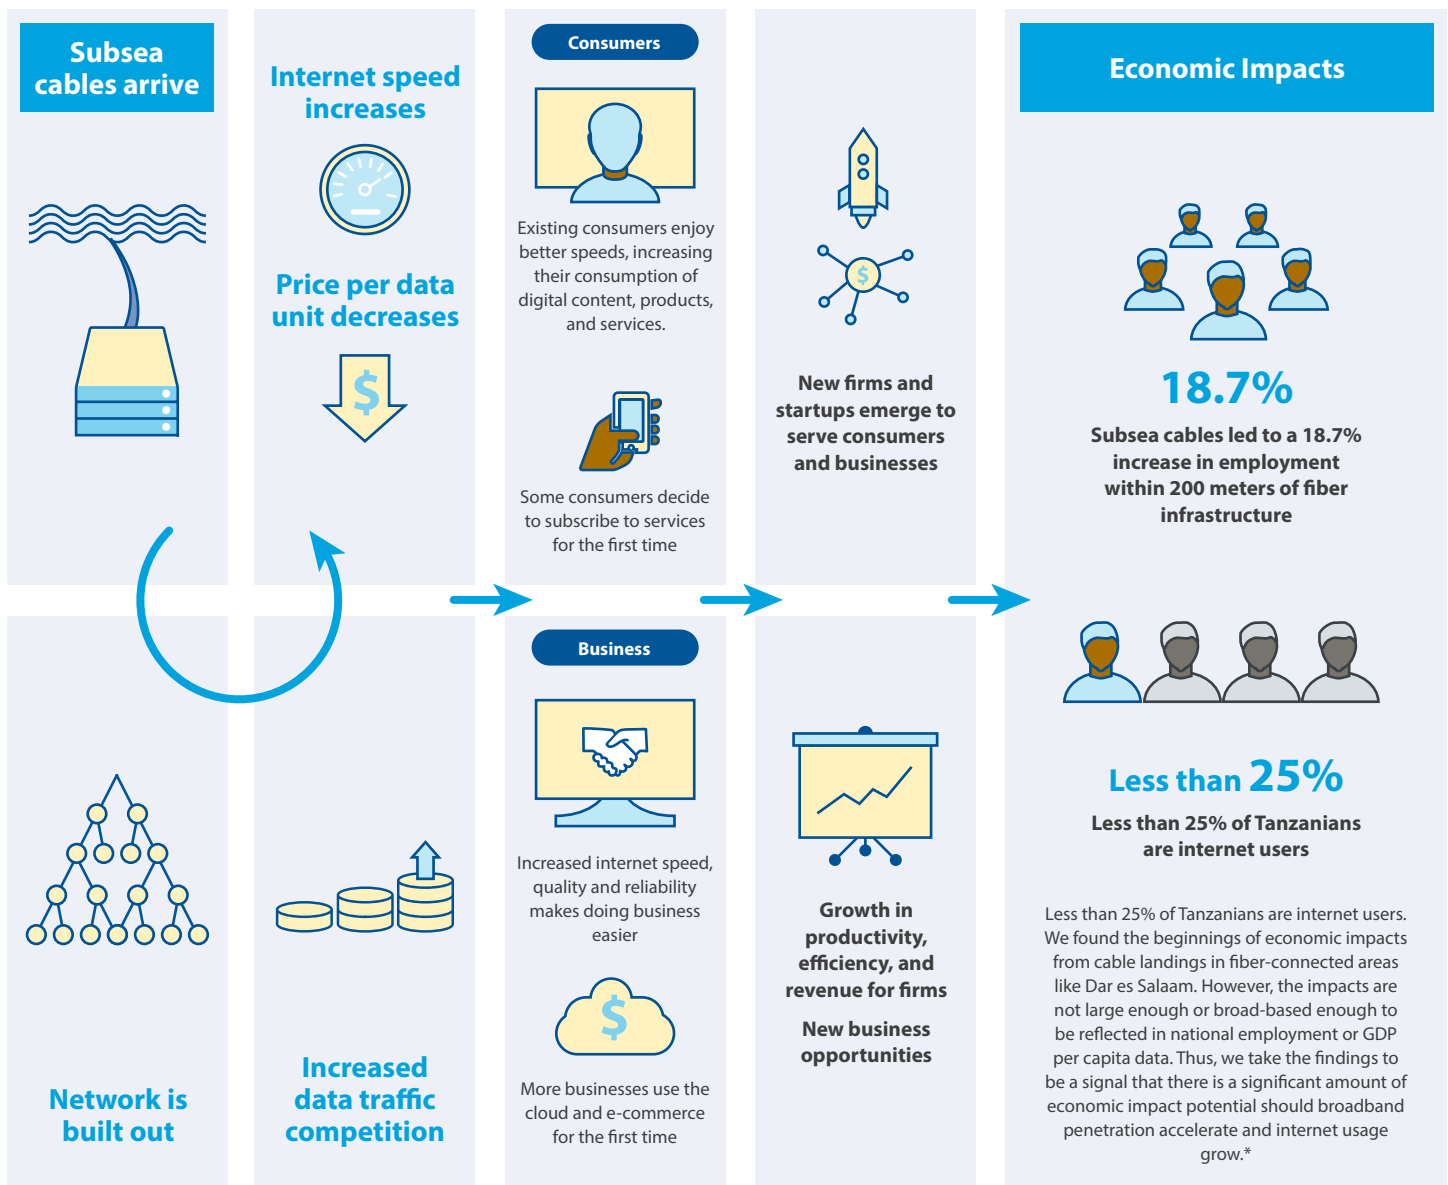 Subsea
cables arrive
Network is
built out
Internet speed
increases
Price per data
unit decreases
$
Increased
data traffic
competition
Consumers
Existing consumers enjoy
better speeds, increasing
their consumption of
digital content, products,
and services.
Some consumers decide
to subscribe to services
for the first time
Business
Increased internet speed,
quality and reliability
makes doing business
easier
$
More businesses use the
cloud and e-commerce
for the first time
$
New firms and
startups emerge to
serve consumers
and businesses
Growth in
productivity,
efficiency, and
revenue for firms
New business
opportunities
Economic Impacts
18.7%
Subsea cables led to a 18.7%
increase in employment
within 200 meters of fiber
infrastructure
Less than 25%
Less than 25% of Tanzanians
are internet users
Less than 25% of Tanzanians are internet users.
We found the beginnings of economic impacts
from cable landings in fiber-connected areas
like Dar es Salaam. However, the impacts are
not large enough or broad-based enough to
be reflected in national employment or GDP
per capita data. Thus, we take the findings to
be a signal that there is a significant amount of
economic impact potential should broadband
penetration accelerate and internet usage
grow.*